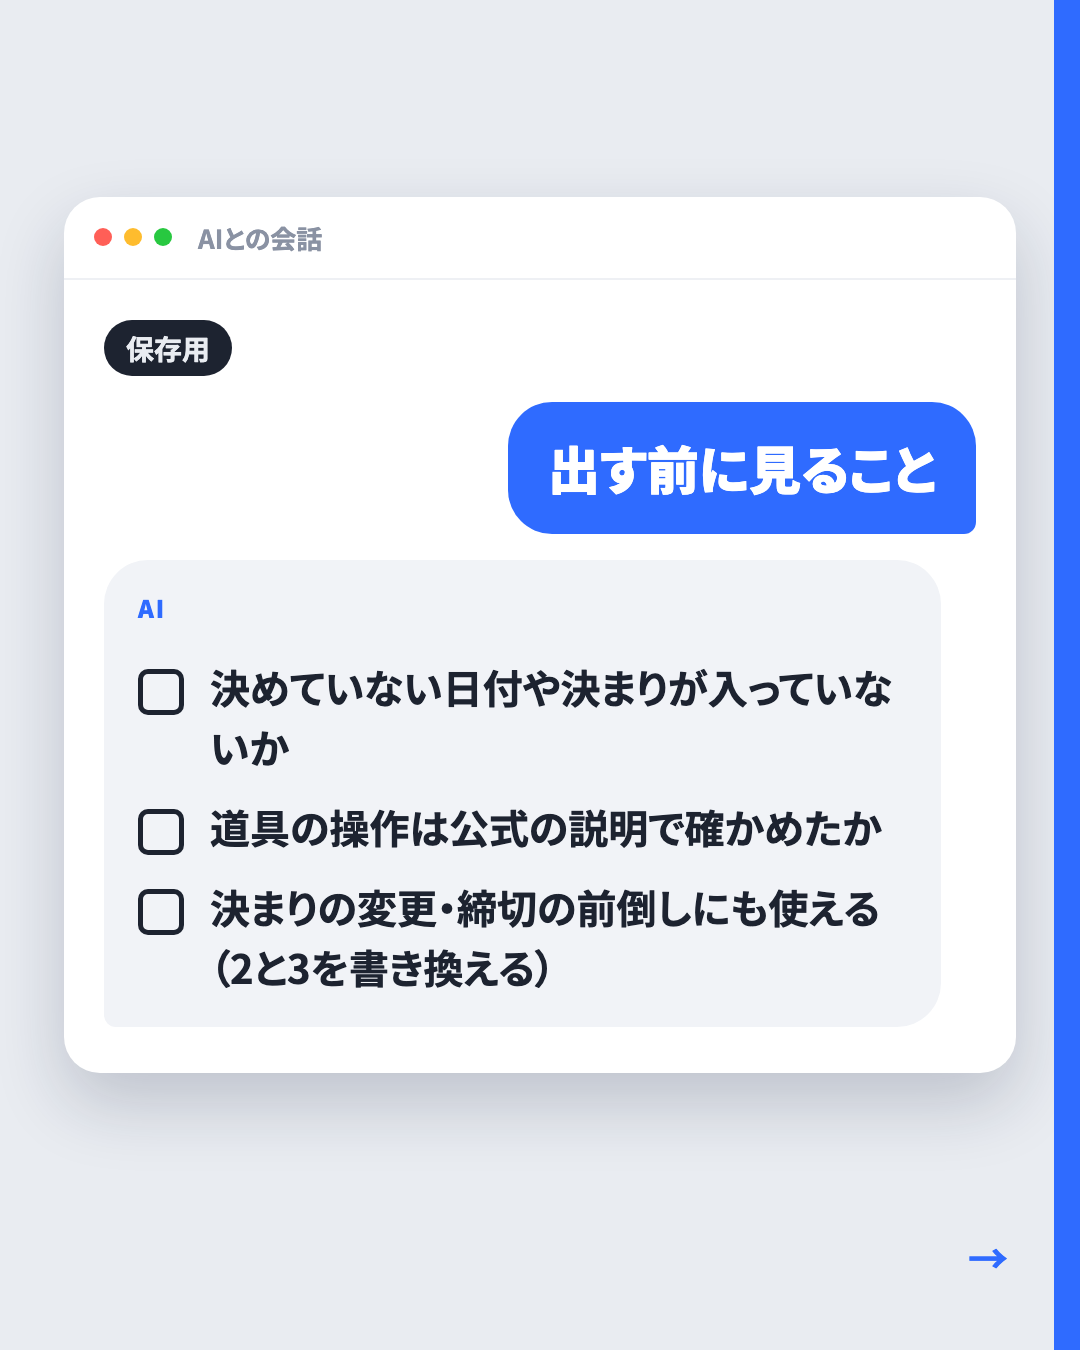 AIとの会話
保存用
出す前に見ること
AI
決めていない日付や決まりが入っていな
いか
道具の操作は公式の説明で確かめたか
決まりの変更・締切の前倒しにも使える
（2と3を書き換える）
→